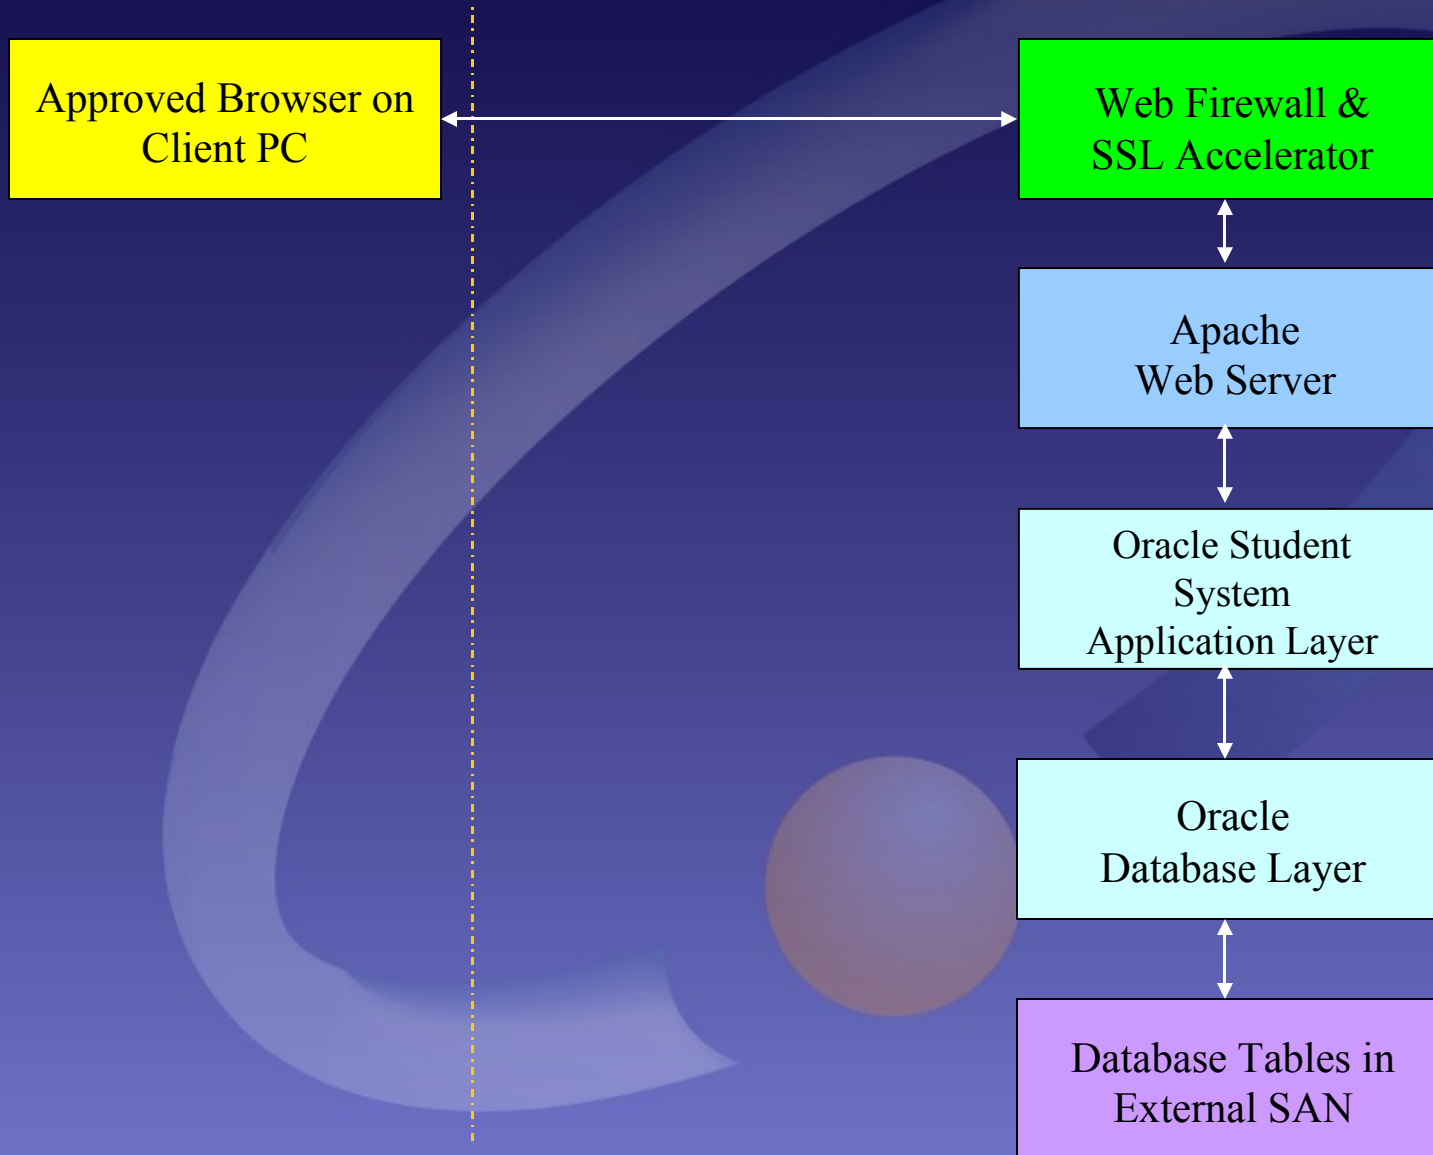 Approved Browser on
Client PC
Web Firewall &
SSL Accelerator
Apache
Web Server
Oracle Student
System
Application Layer
Oracle
Database Layer
Database Tables in
External SAN